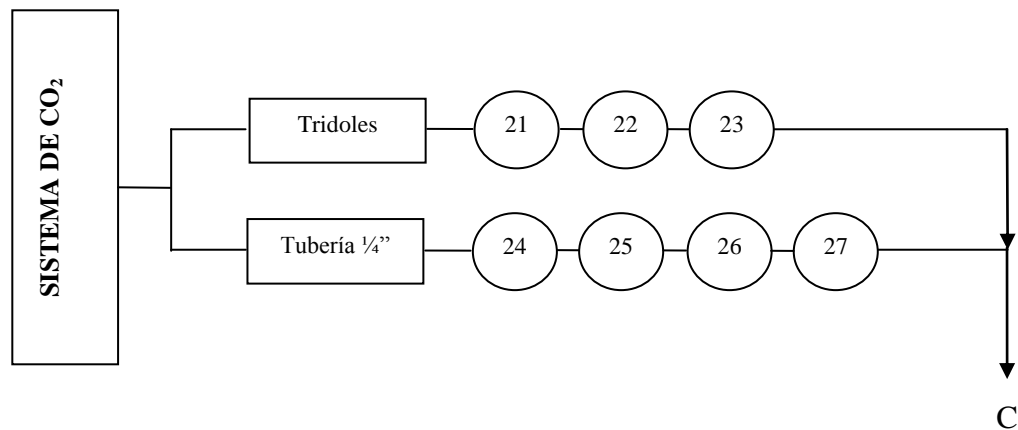 SISTEMA DE CO₂
Tridoles
21
22
23
Tubería ¼”
24
25
26
27
C